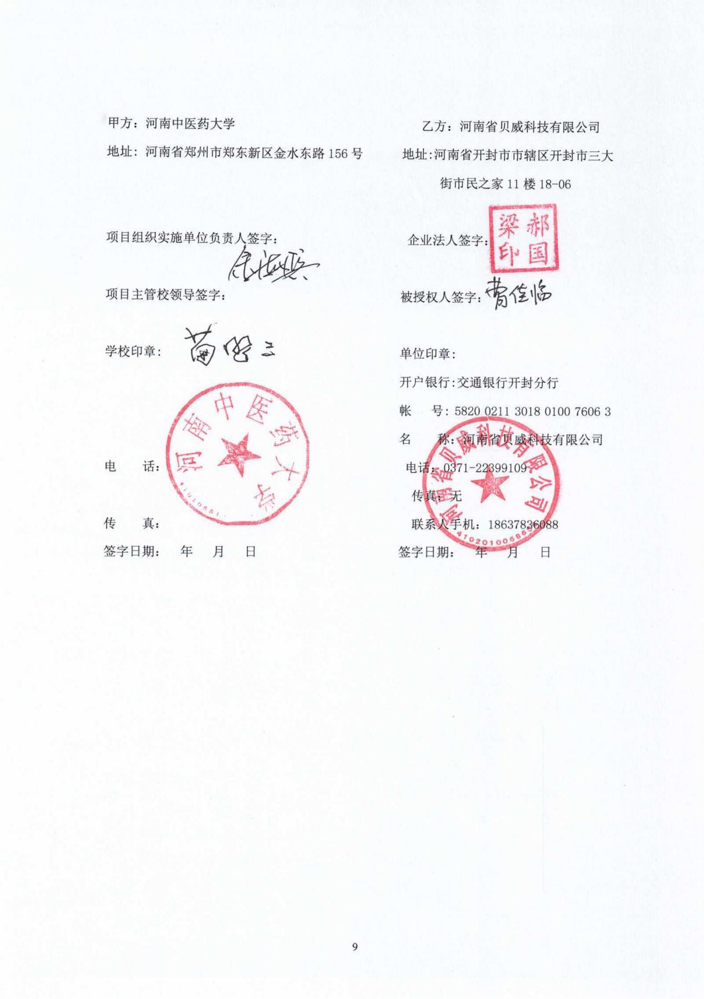 甲方：河南中医药大学
地址：河南省郑州市郑东新区金水东路 156 号
项目组织实施单位负责人签字：
项目主管校领导签字：
学校印章：
河南中医药大学
电 话：
传 真：
签字日期： 年 月 日
乙方：河南省贝威科技有限公司
地址:河南省开封市市辖区开封市三大
街市民之家 11 楼 18-06
企业法人签字：
郝国梁印
被授权人签字：曹佳临
单位印章：
开户银行:交通银行开封分行
帐 号: 5820 0211 3018 0100 7606 3
名 称：河南省贝威科技有限公司
电话：0371-22399109
传真：无
联系人手机：18637836088
河南省贝威科技有限公司
签字日期： 年 月 日
9